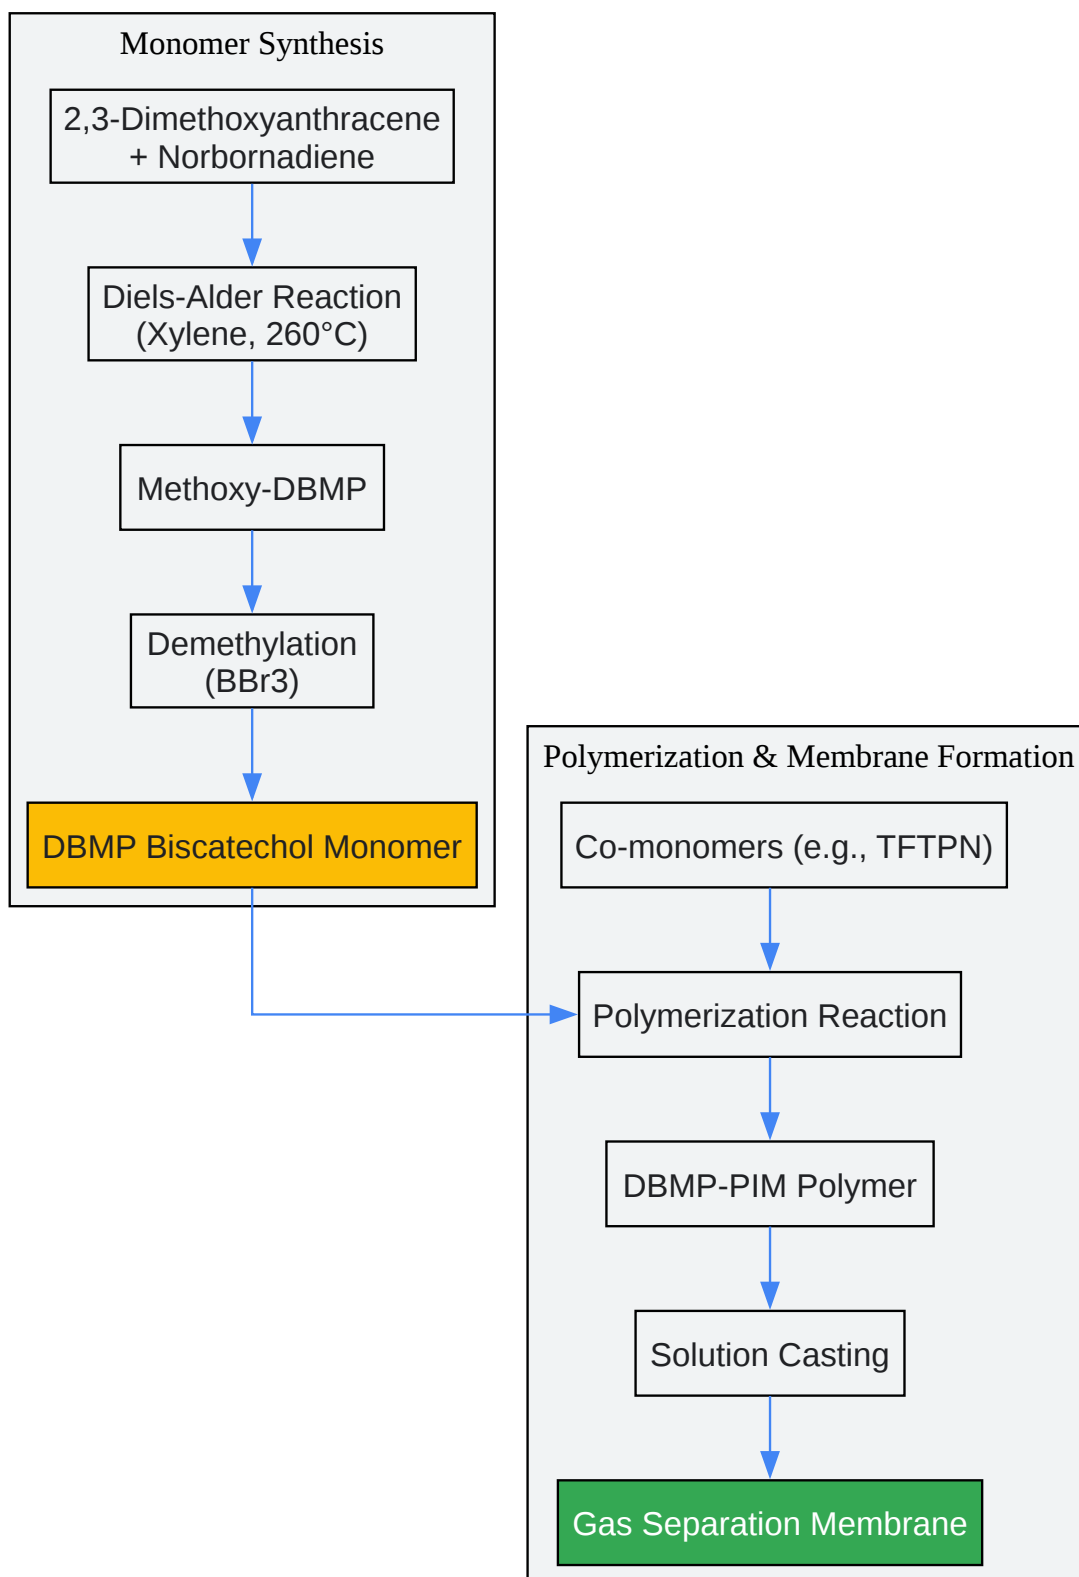 Monomer Synthesis
2,3-Dimethoxyanthracene
+ Norbornadiene
Diels-Alder Reaction
(Xylene, 260°C)
Methoxy-DBMP
Demethylation
(BBr3)
DBMP Biscatechol Monomer
Polymerization & Membrane Formation
Co-monomers (e.g., TFTPN)
Polymerization Reaction
DBMP-PIM Polymer
Solution Casting
Gas Separation Membrane